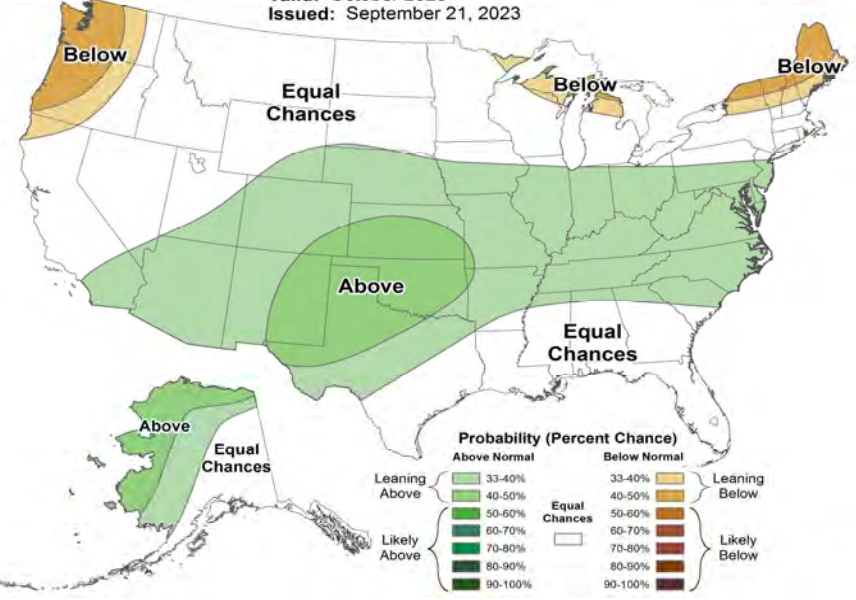 Issued: September 21, 2023
Below
Below
Below
Equal
Chances
Above
Equal
Chances
Above
Equal
Chances
Probability (Percent Chance)
Above Normal
Below Normal
Leaning
Above
33-40%
40-50%
Likely
Above
50-60%
60-70%
70-80%
80-90%
90-100%
Equal
Chances
33-40%
40-50%
Leaning
Below
50-60%
60-70%
70-80%
80-90%
90-100%
Likely
Below